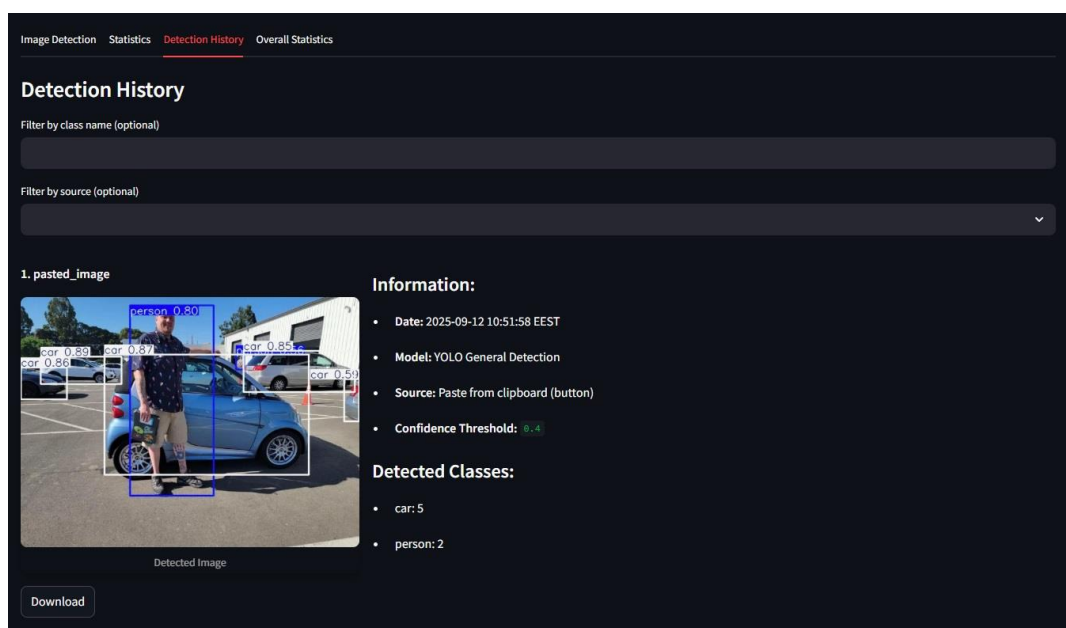 Image Detection Statistics Detection History Overall Statistics
Detection History
Filter by class name (optional)
Filter by source (optional)
1. pasted_image
person 0.80
car 0.89 car 0.87 car 0.85
car 0.86
car 0.59
Detected Image
Download
Information:
• Date: 2025-09-12 10:51:58 EEST
• Model: YOLO General Detection
• Source: Paste from clipboard (button)
• Confidence Threshold: 0.4
Detected Classes:
• car: 5
• person: 2